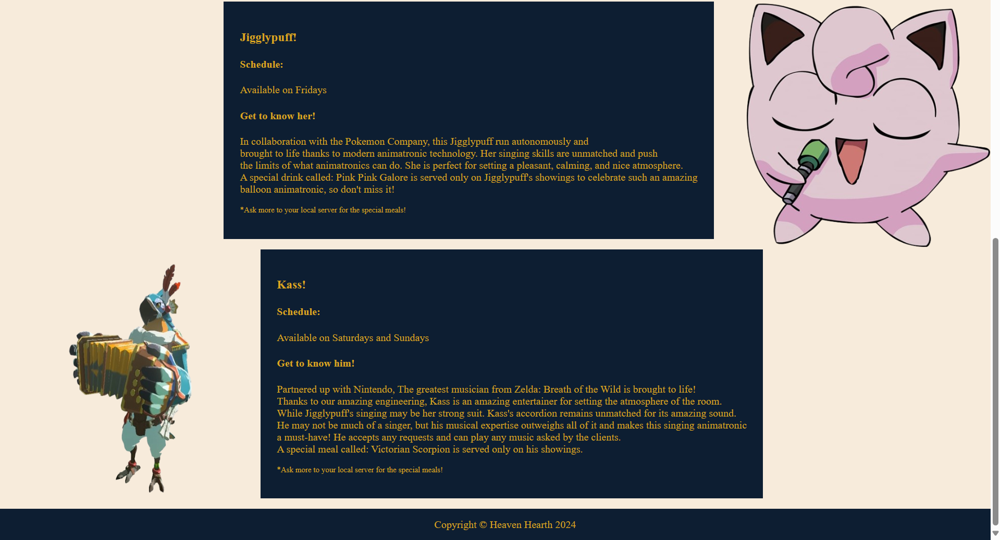 Jigglypuff!
Schedule:
Available on Fridays
Get to know her!
In collaboration with the Pokemon Company, this Jigglypuff run autonomously and
brought to life thanks to modern animatronic technology. Her singing skills are unmatched and push
the limits of what animatronics can do. She is perfect for setting a pleasant, calming, and nice atmosphere.
A special drink called: Pink Pink Galore is served only on Jigglypuff's showings to celebrate such an amazing
balloon animatronic, so don't miss it!
*Ask more to your local server for the special meals!
Kass!
Schedule:
Available on Saturdays and Sundays
Get to know him!
Partnered up with Nintendo, The greatest musician from Zelda: Breath of the Wild is brought to life!
Thanks to our amazing engineering, Kass is an amazing entertainer for setting the atmosphere of the room.
While Jigglypuff's singing may be her strong suit. Kass's accordion remains unmatched for its amazing sound.
He may not be much of a singer, but his musical expertise outweighs all of it and makes this singing animatronic
a must-have! He accepts any requests and can play any music asked by the clients.
A special meal called: Victorian Scorpion is served only on his showings.
*Ask more to your local server for the special meals!
Copyright © Heaven Hearth 2024